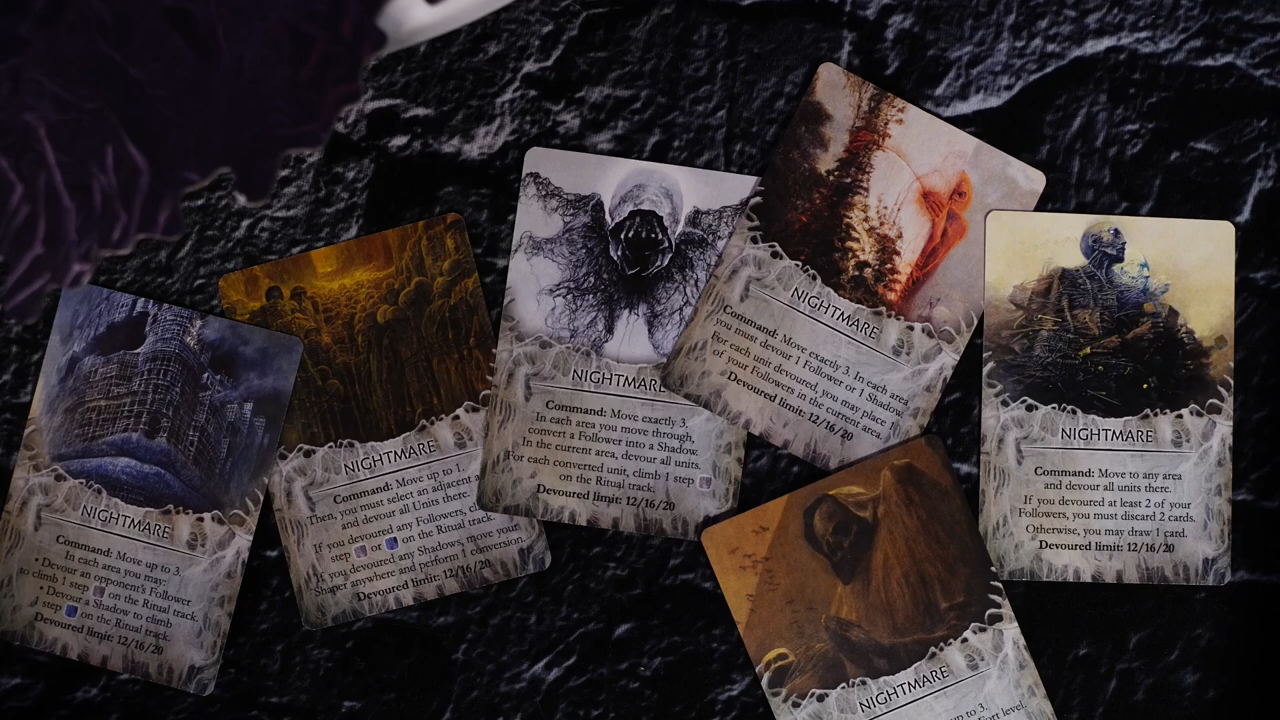 NIGHTMARE
Command: Move up to 3.
In each area you may:
• Devour an opponent's Follower
to climb 1 step on the Ritual track.
• Devour a Shadow to climb
1 step on the Ritual track.
Devoured limit: 12/16/20
NIGHTMARE
Command: Move up to 1.
Then, you must select an adjacent a
and devour all Units there.
If you devoured any Followers, cl
step or on the Ritual track.
If you devoured any Shadows, move your
Shaper anywhere and perform 1 conversion.
Devoured limit: 12/16/20
NIGHTMARE
Command: Move exactly 3.
In each area you move through,
convert a Follower into a Shadow.
In the current area, devour all units.
For each converted unit, climb 1 step
on the Ritual track.
Devoured limit: 12/16/20
NIGHTMARE
Command: Move exactly 3. In each area
you must devour 1 Follower or 1 Shadow.
For each unit devoured, you may place 1
of your Followers in the current area.
Devoured limit: 12/16/20
NIGHTMARE
Command: Move to any area
and devour all units there.
If you devoured at least 2 of your
Followers, you must discard 2 cards.
Otherwise, you may draw 1 card.
Devoured limit: 12/16/20
NIGHTMARE
up to 3.
Fort level.